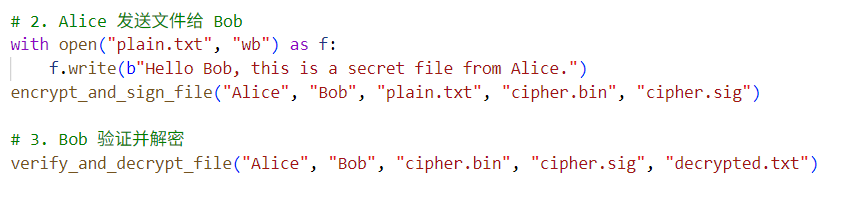 # 2. Alice 发送文件给 Bob
with open("plain.txt", "wb") as f:
    f.write(b"Hello Bob, this is a secret file from Alice.")
encrypt_and_sign_file("Alice", "Bob", "plain.txt", "cipher.bin", "cipher.sig")
# 3. Bob 验证并解密
verify_and_decrypt_file("Alice", "Bob", "cipher.bin", "cipher.sig", "decrypted.txt")